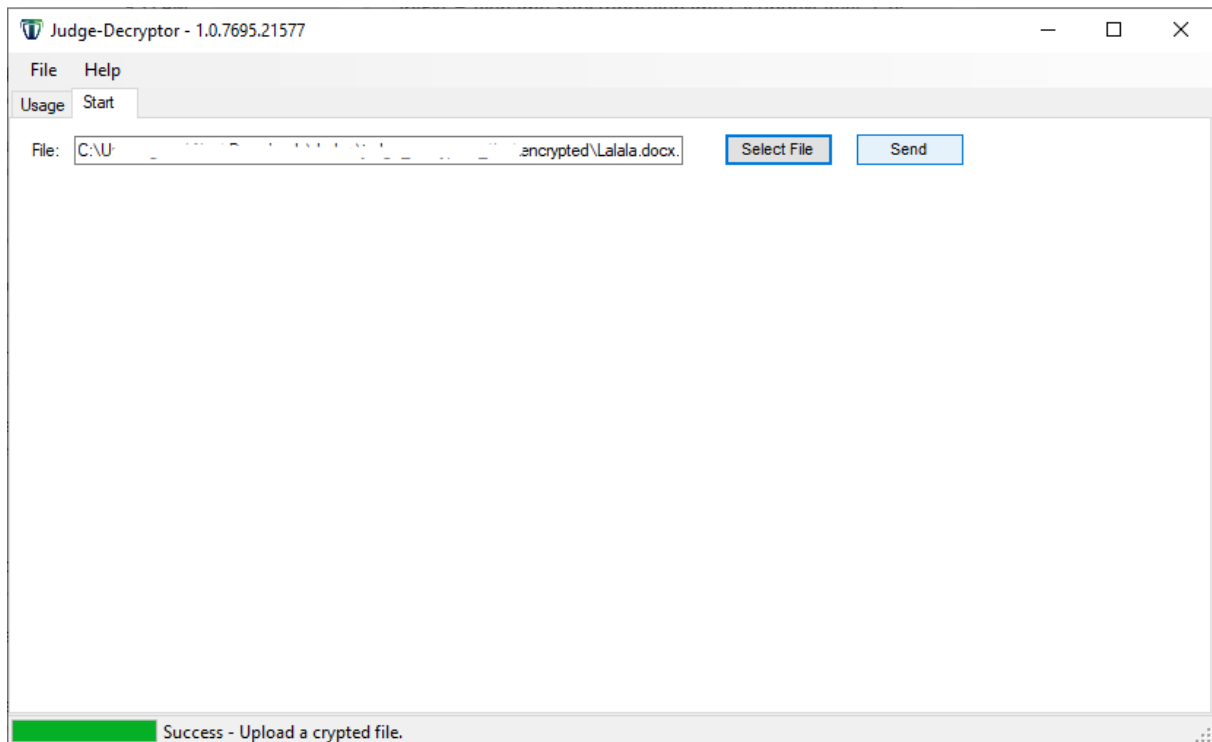 Judge-Decryptor - 1.0.7695.21577
File Help
Usage Start
File: C:\U encrypted\Lalala.docx. Select File Send
Success - Upload a crypted file.